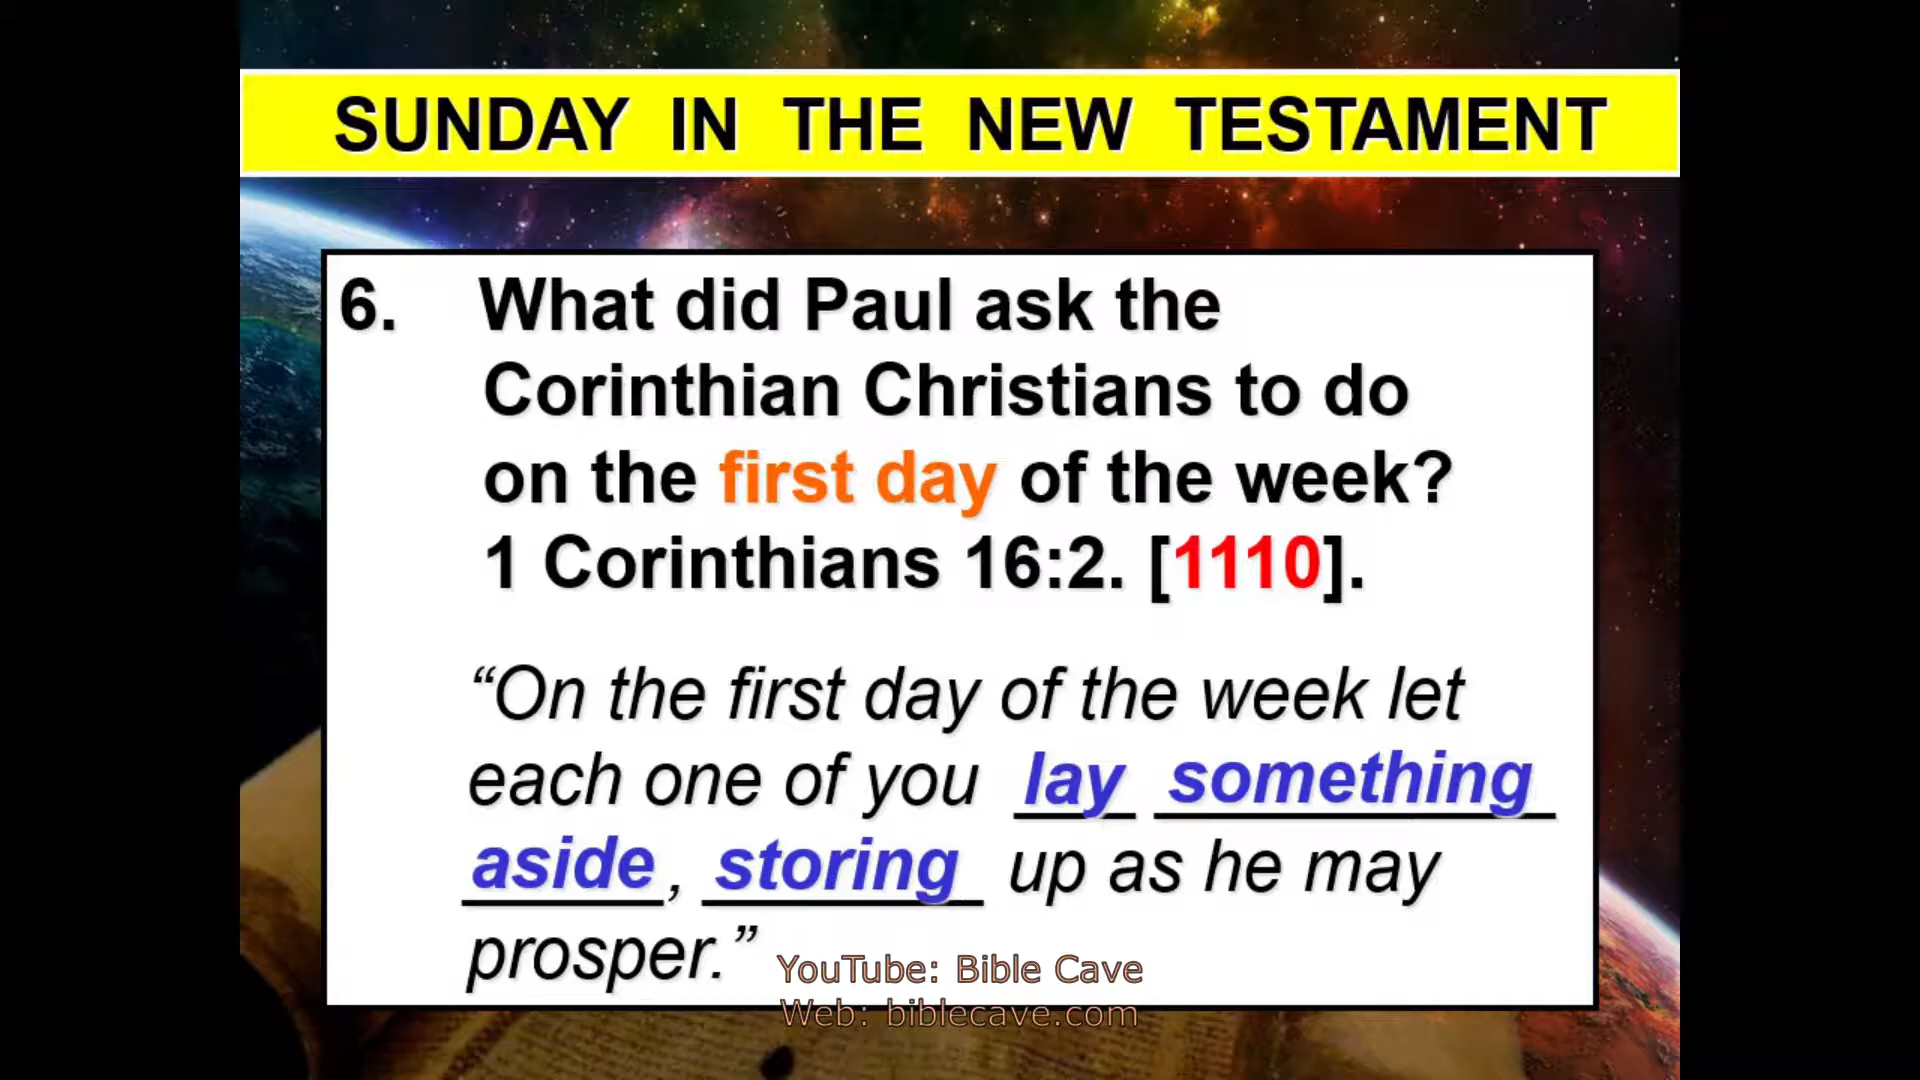 SUNDAY IN THE NEW TESTAMENT
6. What did Paul ask the
Corinthian Christians to do
on the first day of the week?
1 Corinthians 16:2. [1110].
“On the first day of the week let
each one of you lay something
aside, storing up as he may
prosper.”
YouTube: Bible Cave
Web: biblecave.com